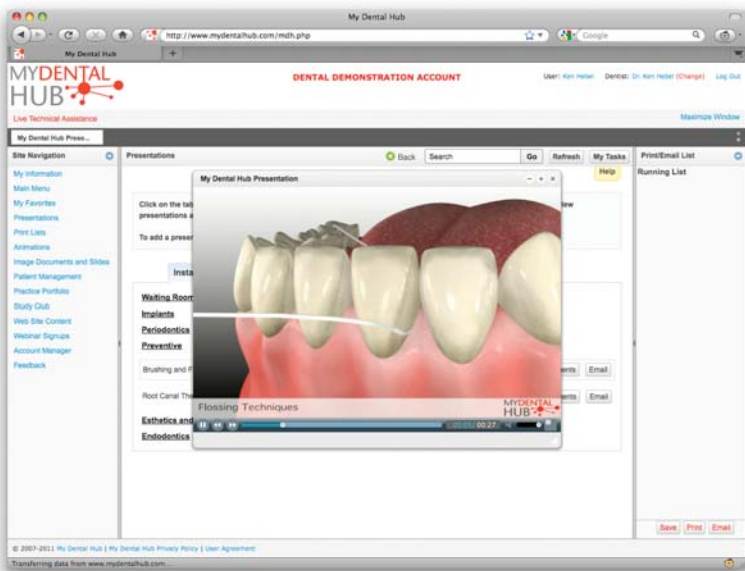 My Dental Hub
http://www.mydentalhub.com/mdh.php
Google
My Dental Hub
MYDENTAL
HUB
DENTAL DEMONSTRATION ACCOUNT
User: Ken Hebel Dentist: Dr. Ken Hebel (Change) Log Out
Live Technical Assistance
Maximize Window
My Dental Hub Prese...
Site Navigation
Presentations
Back
Search
Go
Refresh
My Tasks
Print/Email List
My Information
Main Menu
My Favorites
Presentations
Print Lists
Animations
Image Documents and Slides
Patient Management
Practice Portfolio
Study Club
Web Site Content
Webinar Signups
Account Manager
Feedback
Help
Running List
My Dental Hub Presentation
Click on the tab
presentations a
To add a presen
Insta
Waiting Room
Implants
Periodontics
Preventive
Brushing and F
Email
Root Canal The
Email
Esthetics and
Endodontics
Flossing Techniques
MYDENTAL
HUB
00:27
Save
Print
Email
© 2007-2011 My Dental Hub | My Dental Hub Privacy Policy | User Agreement
Transferring data from www.mydentalhub.com...